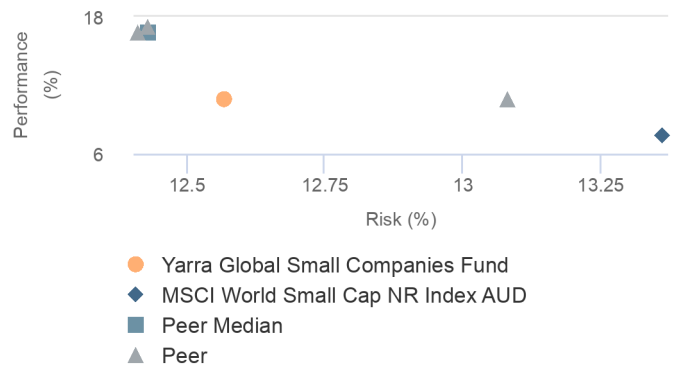 18
Performance
(%)
6
12.5 12.75 13 13.25
Risk (%)
Yarra Global Small Companies Fund
MSCI World Small Cap NR Index AUD
Peer Median
Peer